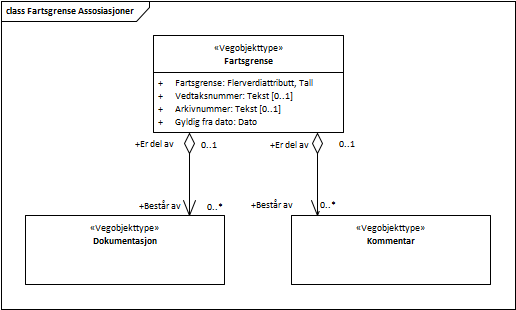 class Fartsgrense Assosiasjoner
«Vegobjekttype»
Fartsgrense
+ Fartsgrense: Flerverdiattributt, Tall
+ Vedtaksnummer: Tekst [0..1]
+ Arkivnummer: Tekst [0..1]
+ Gyldig fra dato: Dato
+Er del av 0..1 +Er del av 0..1
+Består av 0..* +Består av 0..*
«Vegobjekttype» «Vegobjekttype»
Dokumentasjon Kommentar